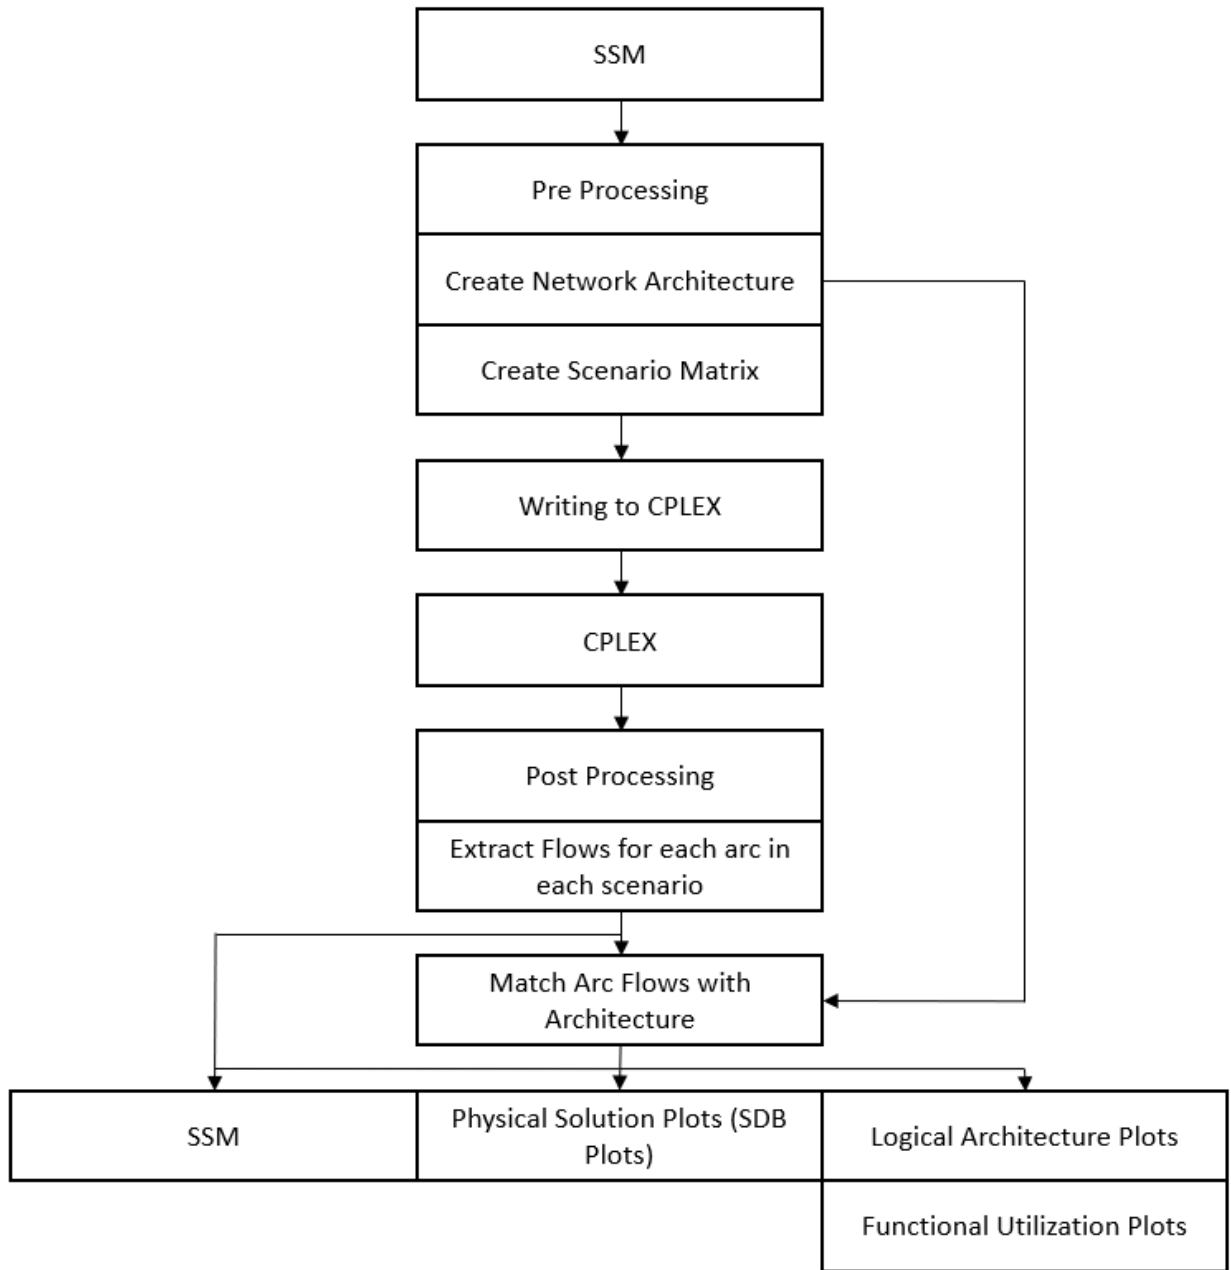 SSM
Pre Processing
Create Network Architecture
Create Scenario Matrix
Writing to CPLEX
CPLEX
Post Processing
Extract Flows for each arc in
each scenario
Match Arc Flows with
Architecture
SSM
Physical Solution Plots (SDB
Plots)
Logical Architecture Plots
Functional Utilization Plots